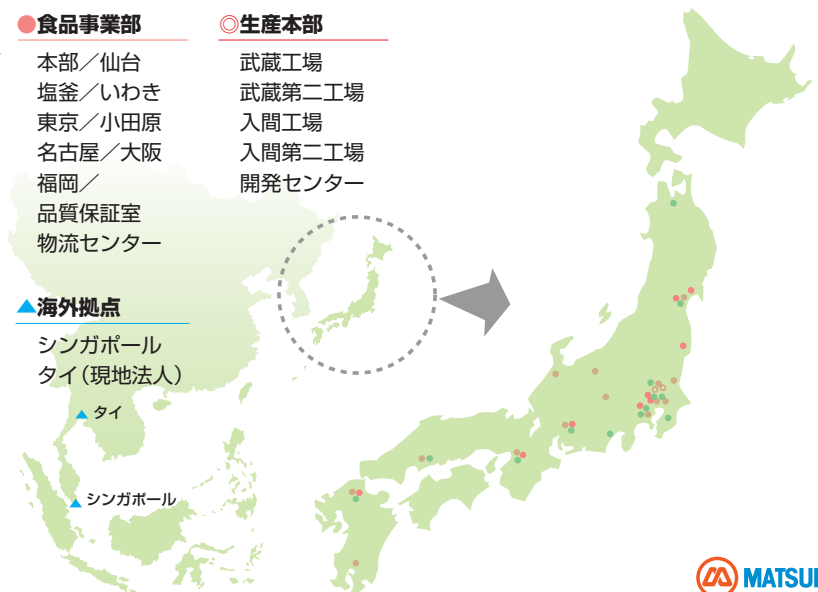 ●食品事業部
本部／仙台
塩釜／いわき
東京／小田原
名古屋／大阪
福岡／
品質保証室
物流センター
◎生産本部
武蔵工場
武蔵第二工場
入間工場
入間第二工場
開発センター
▲海外拠点
シンガポール
タイ（現地法人）
タイ
シンガポール